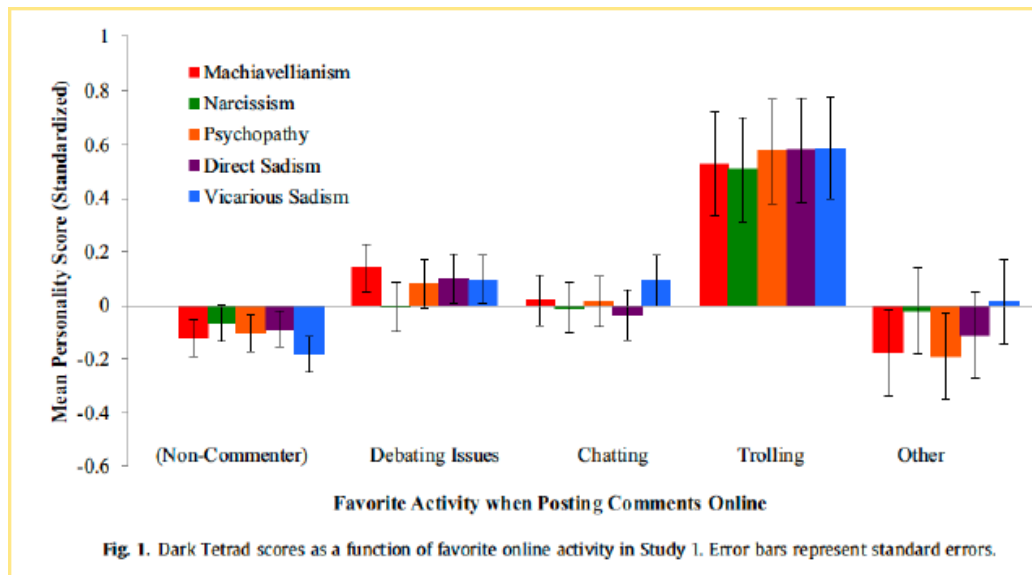 1
0.8
0.6
0.4
0.2
0
-0.2
-0.4
-0.6
Mean Personality Score (Standardized)
Machiavellianism
Narcissism
Psychopathy
Direct Sadism
Vicarious Sadism
(Non-Commenter) Debating Issues Chatting Trolling Other
Favorite Activity when Posting Comments Online
Fig. 1. Dark Tetrad scores as a function of favorite online activity in Study 1. Error bars represent standard errors.